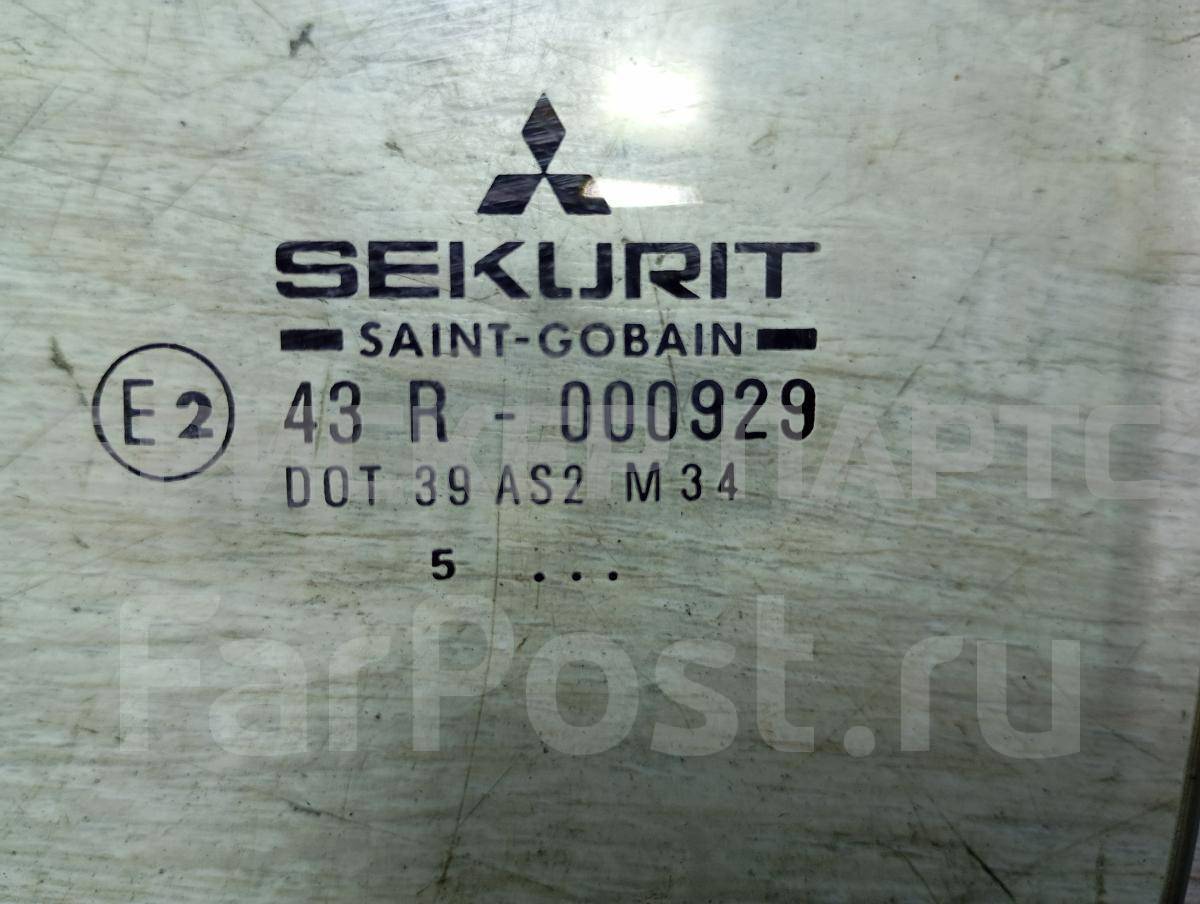 SEKURIT
SAINT-GOBAIN
E2 43 R - 000929
DOT 39 AS2 M34
5 ...
FarPost.ru